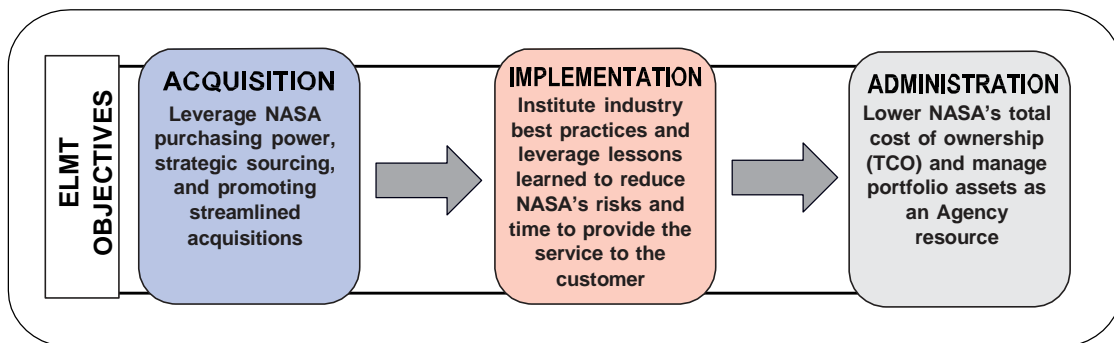 ELMT
OBJECTIVES
ACQUISITION
Leverage NASA
purchasing power,
strategic sourcing,
and promoting
streamlined
acquisitions
IMPLEMENTATION
Institute industry
best practices and
leverage lessons
learned to reduce
NASA's risks and
time to provide the
service to the
customer
ADMINISTRATION
Lower NASA's total
cost of ownership
(TCO) and manage
portfolio assets as
an Agency
resource